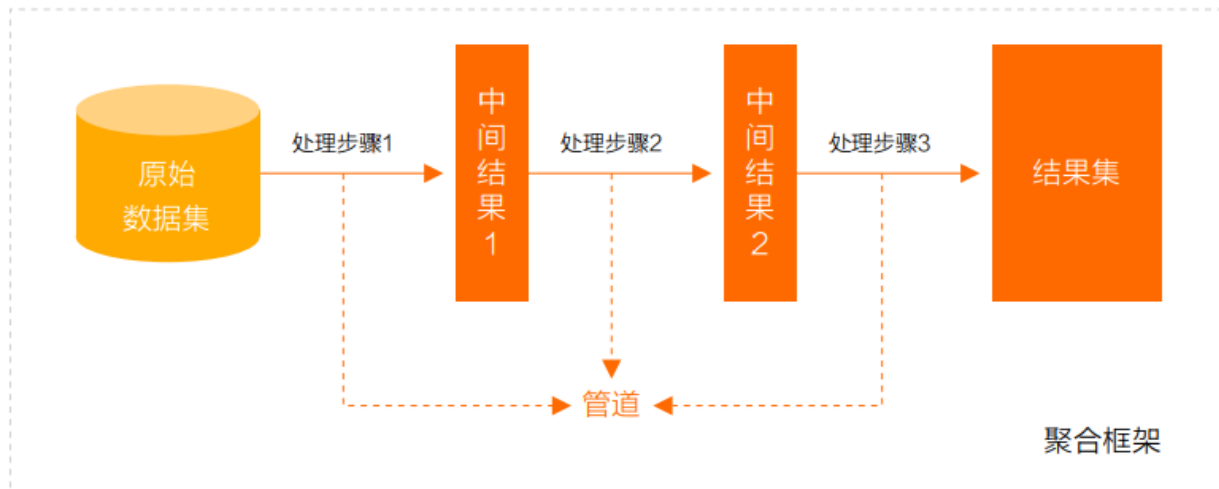 处理步骤1
处理步骤2
处理步骤3
原始
数据集
中间结果1
中间结果2
结果集
管道
聚合框架